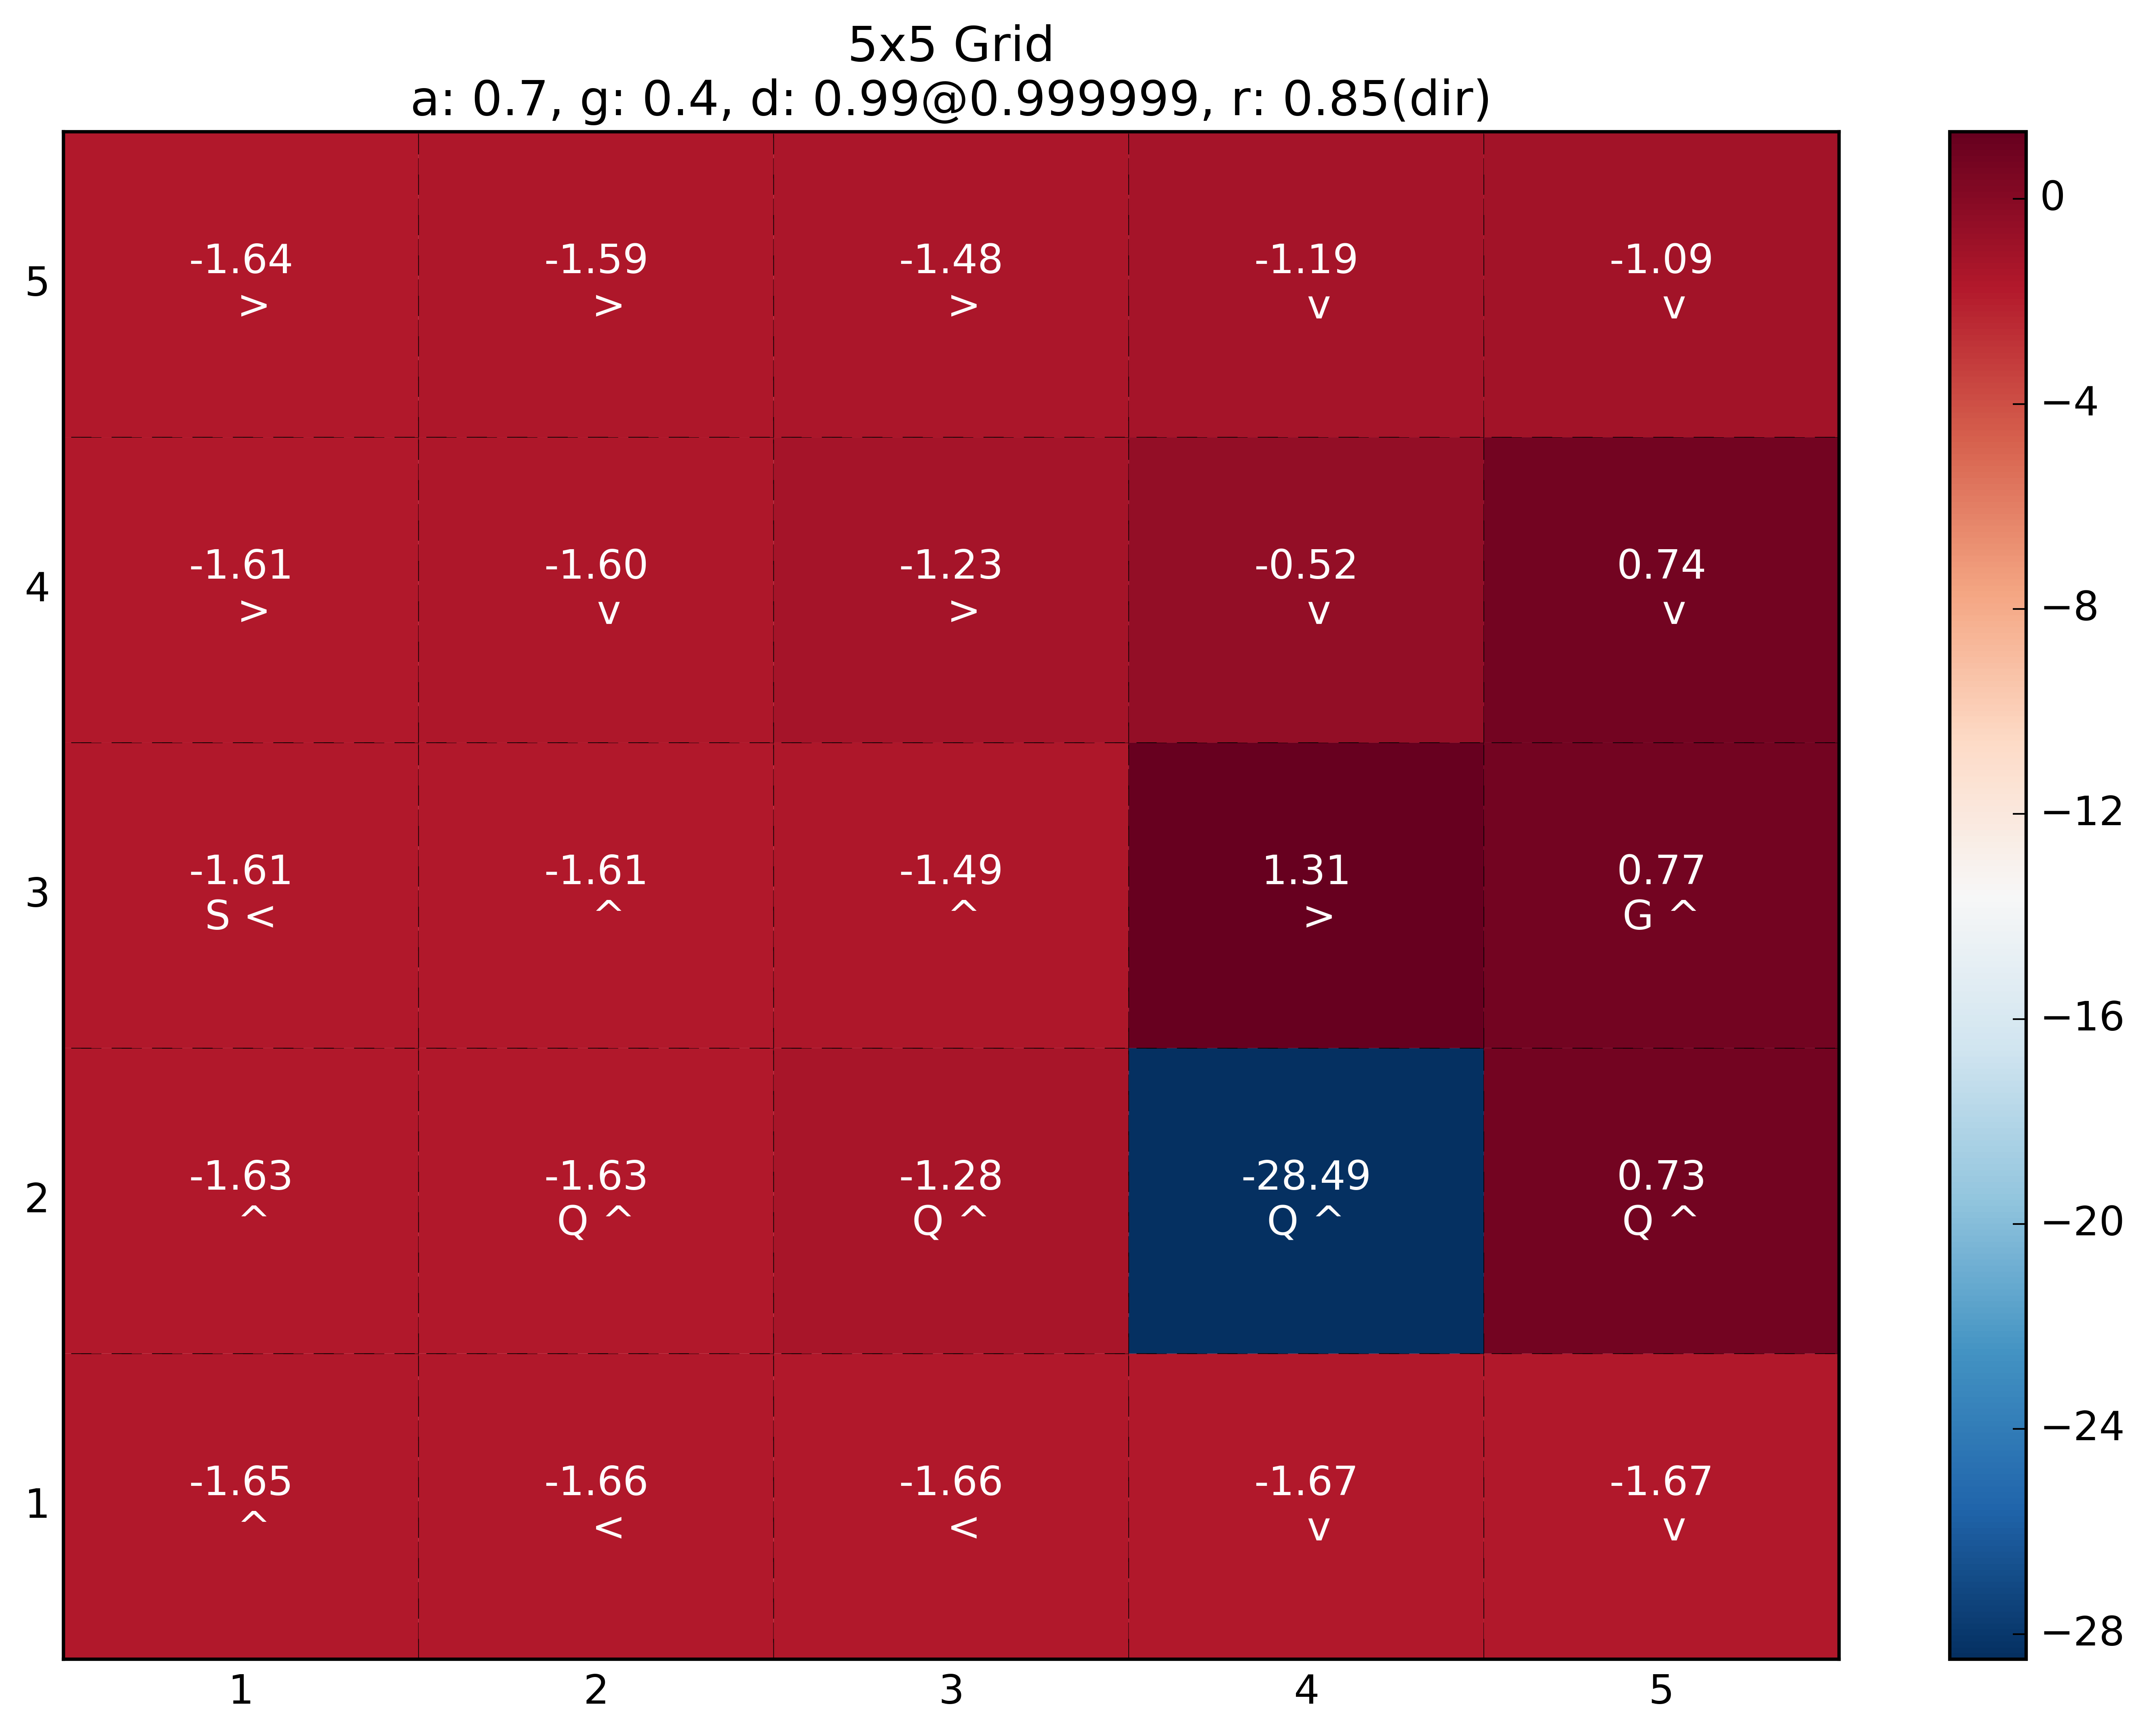 5x5 Grid
a: 0.7, g: 0.4, d: 0.99@0.999999, r: 0.85(dir)
5 -1.64 -1.59 -1.48 -1.19 -1.09
> > > v v
4 -1.61 -1.60 -1.23 -0.52 0.74
> v > v v
3 -1.61 -1.61 -1.49 1.31 0.77
S < ^ ^ > G ^
2 -1.63 -1.63 -1.28 -28.49 0.73
^ Q ^ Q ^ Q ^ Q ^
1 -1.65 -1.66 -1.66 -1.67 -1.67
^ < < v v
1 2 3 4 5
0
−4
−8
−12
−16
−20
−24
−28